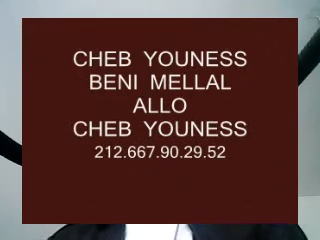 CHEB YOUNESS
BENI MELLAL
ALLO
CHEB YOUNESS
212.667.90.29.52